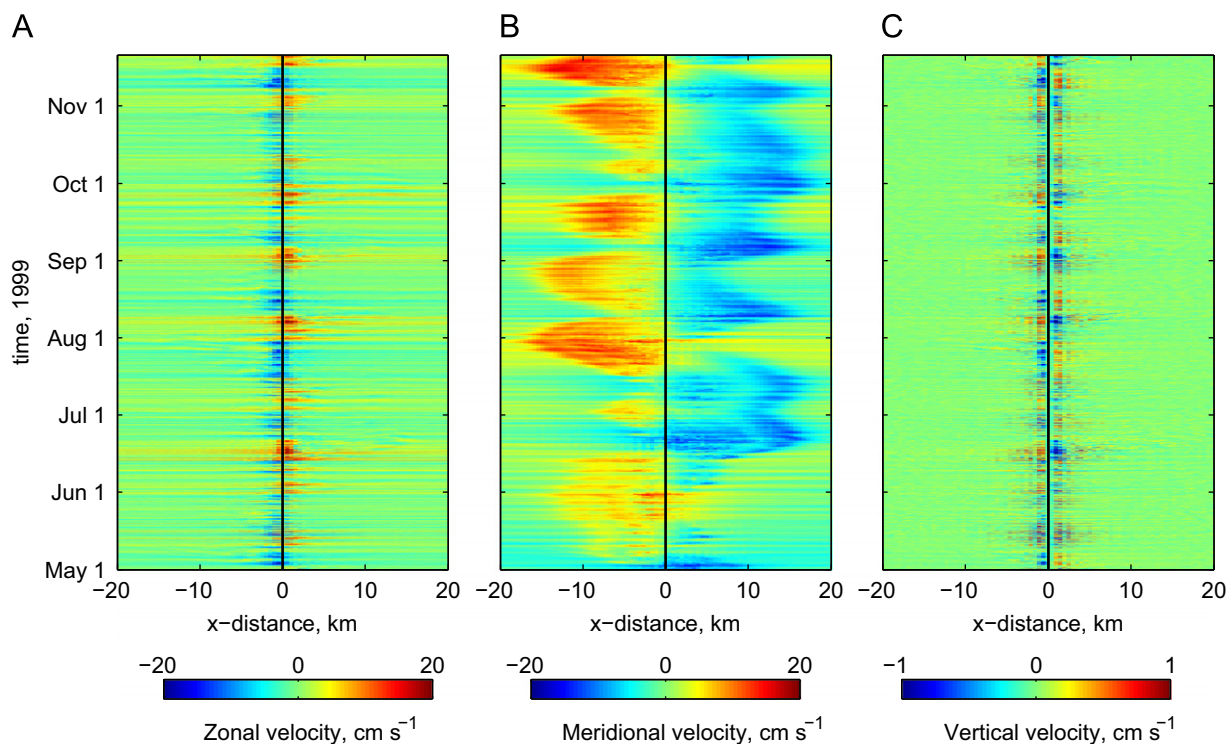 A
B
C
time, 1999
Nov 1
Oct 1
Sep 1
Aug 1
Jul 1
Jun 1
May 1
−20 −10 0 10 20
−20 −10 0 10 20
−20 −10 0 10 20
x−distance, km
x−distance, km
x−distance, km
−20 0 20
−20 0 20
−1 0 1
Zonal velocity, cm s⁻¹
Meridional velocity, cm s⁻¹
Vertical velocity, cm s⁻¹